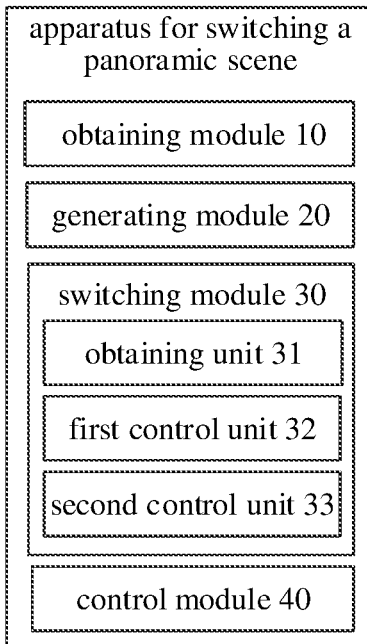 apparatus for switching a
panoramic scene
obtaining module 10
generating module 20
switching module 30
obtaining unit 31
first control unit 32
second control unit 33
control module 40